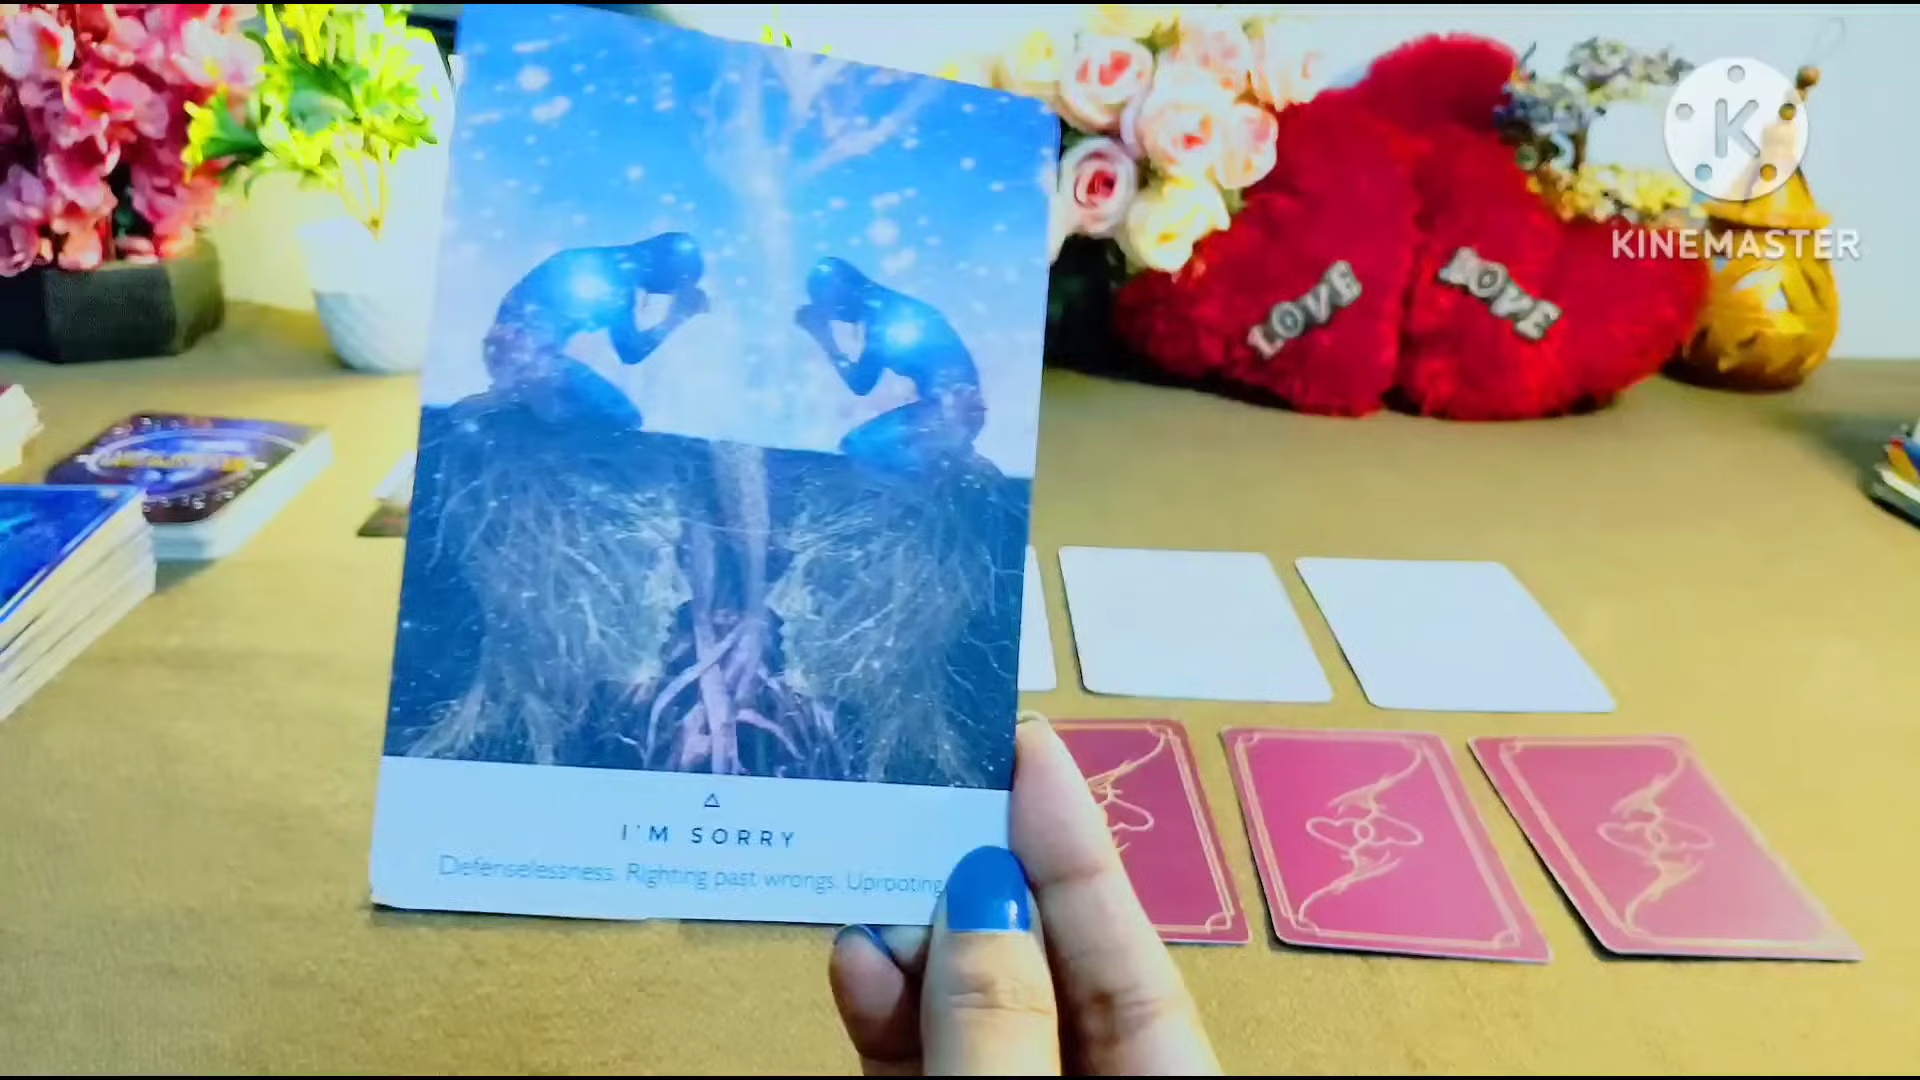 K
KINEMASTER
LOVE LOVE
I'M SORRY
Defenselessness. Righting past wrongs. Uprooting